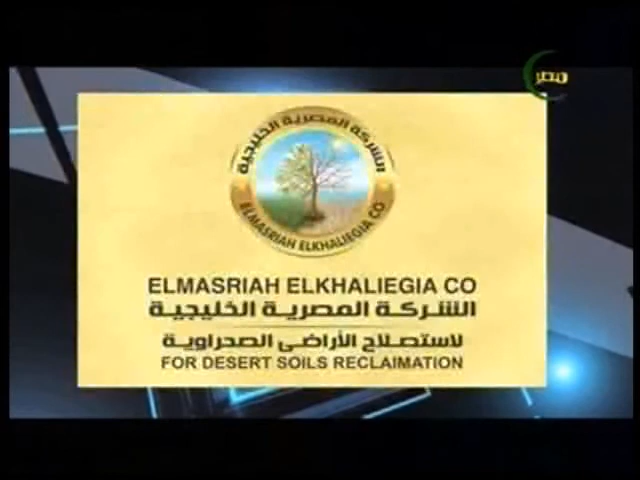 مصر
الشركة المصرية الخليجية
ELMASRIAH ELKHALIEGIA CO
ELMASRIAH ELKHALIEGIA CO
الشركة المصرية الخليجية
لاستصلاح الأراضى الصحراوية
FOR DESERT SOILS RECLAIMATION